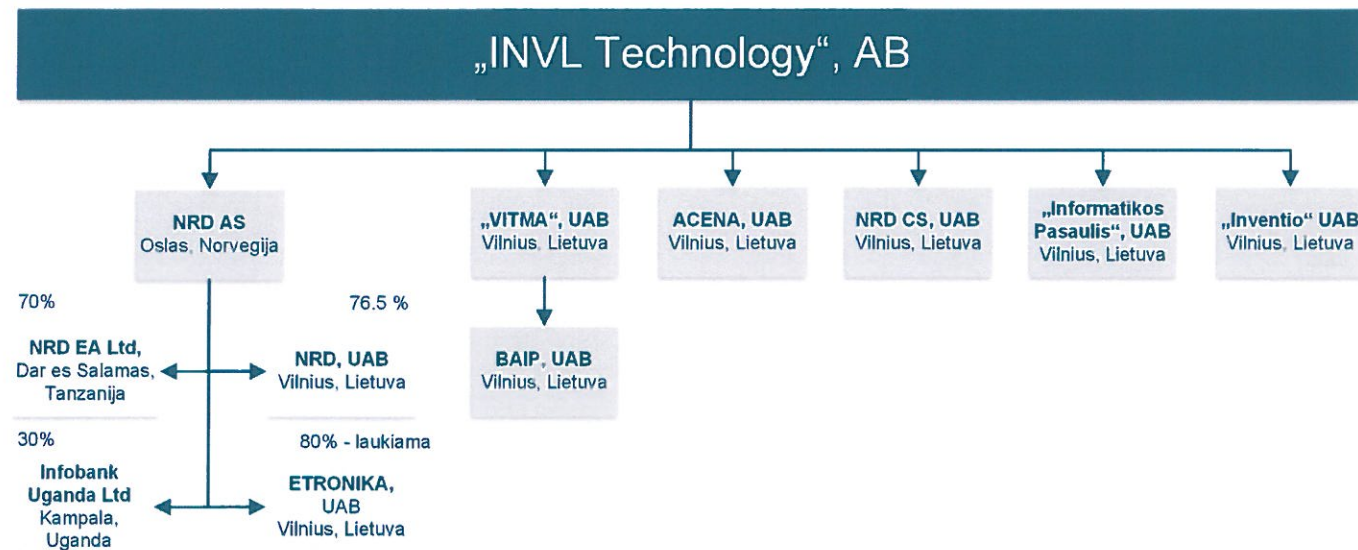 „INVL Technology“, AB
NRD AS
Oslas, Norvegija
„VITMA“, UAB
Vilnius, Lietuva
ACENA, UAB
Vilnius, Lietuva
NRD CS, UAB
Vilnius, Lietuva
„Informatikos
Pasaulis“, UAB
Vilnius, Lietuva
„Inventio“ UAB
Vilnius, Lietuva
70%
76.5 %
NRD EA Ltd,
Dar es Salamas,
Tanzanija
NRD, UAB
Vilnius, Lietuva
BAIP, UAB
Vilnius, Lietuva
30%
80% - laukiama
Infobank
Uganda Ltd
Kampala,
Uganda
ETRONIKA,
UAB
Vilnius, Lietuva